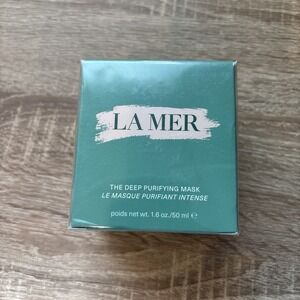 LA MER
THE DEEP PURIFYING MASK
LE MASQUE PURIFIANT INTENSE
poids net wt. 1.6 oz./50 ml ℮